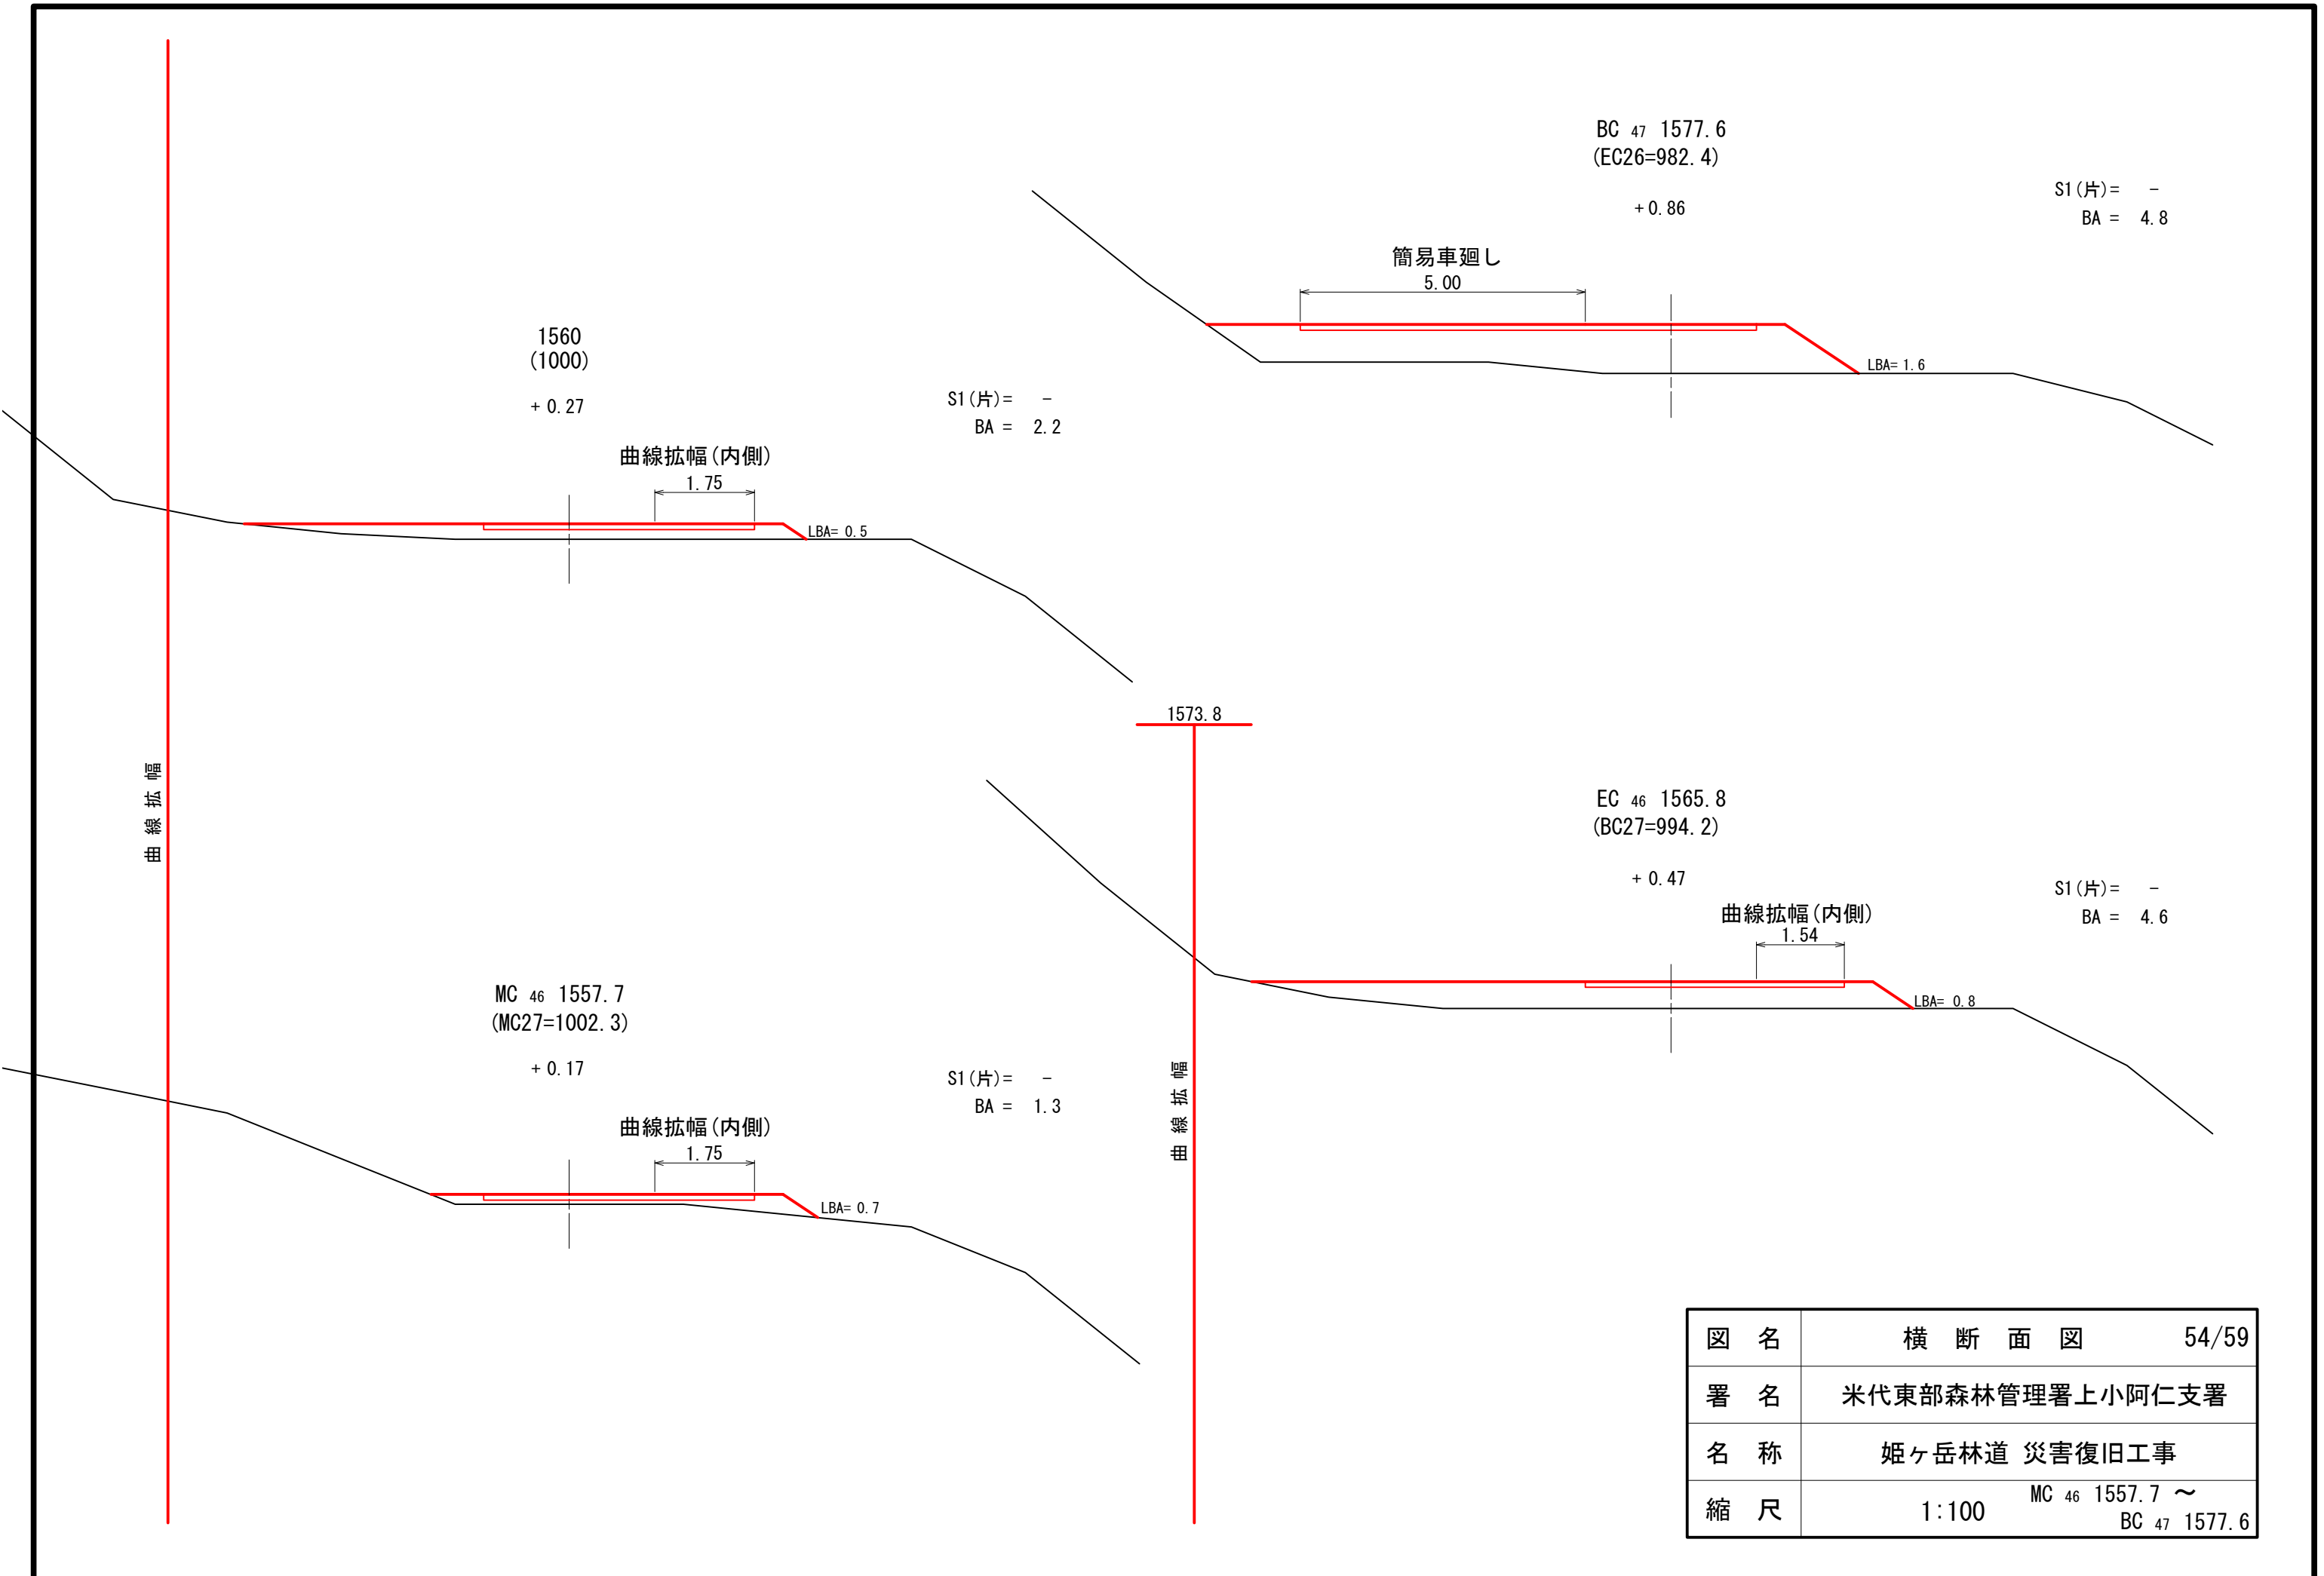 1560
(1000)
+ 0.27
S1(片)= -
BA = 2.2
曲線拡幅(内側)
1.75
LBA= 0.5
曲線拡幅
MC 46 1557.7
(MC27=1002.3)
+ 0.17
S1(片)= -
BA = 1.3
曲線拡幅(内側)
1.75
LBA= 0.7
BC 47 1577.6
(EC26=982.4)
+ 0.86
S1(片)= -
BA = 4.8
簡易車廻し
5.00
LBA= 1.6
1573.8
曲線拡幅
EC 46 1565.8
(BC27=994.2)
+ 0.47
S1(片)= -
BA = 4.6
曲線拡幅(内側)
1.54
LBA= 0.8
図 名 横 断 面 図 54/59
署 名 米代東部森林管理署上小阿仁支署
名 称 姫ヶ岳林道 災害復旧工事
縮 尺 1:100 MC 46 1557.7 ～
BC 47 1577.6